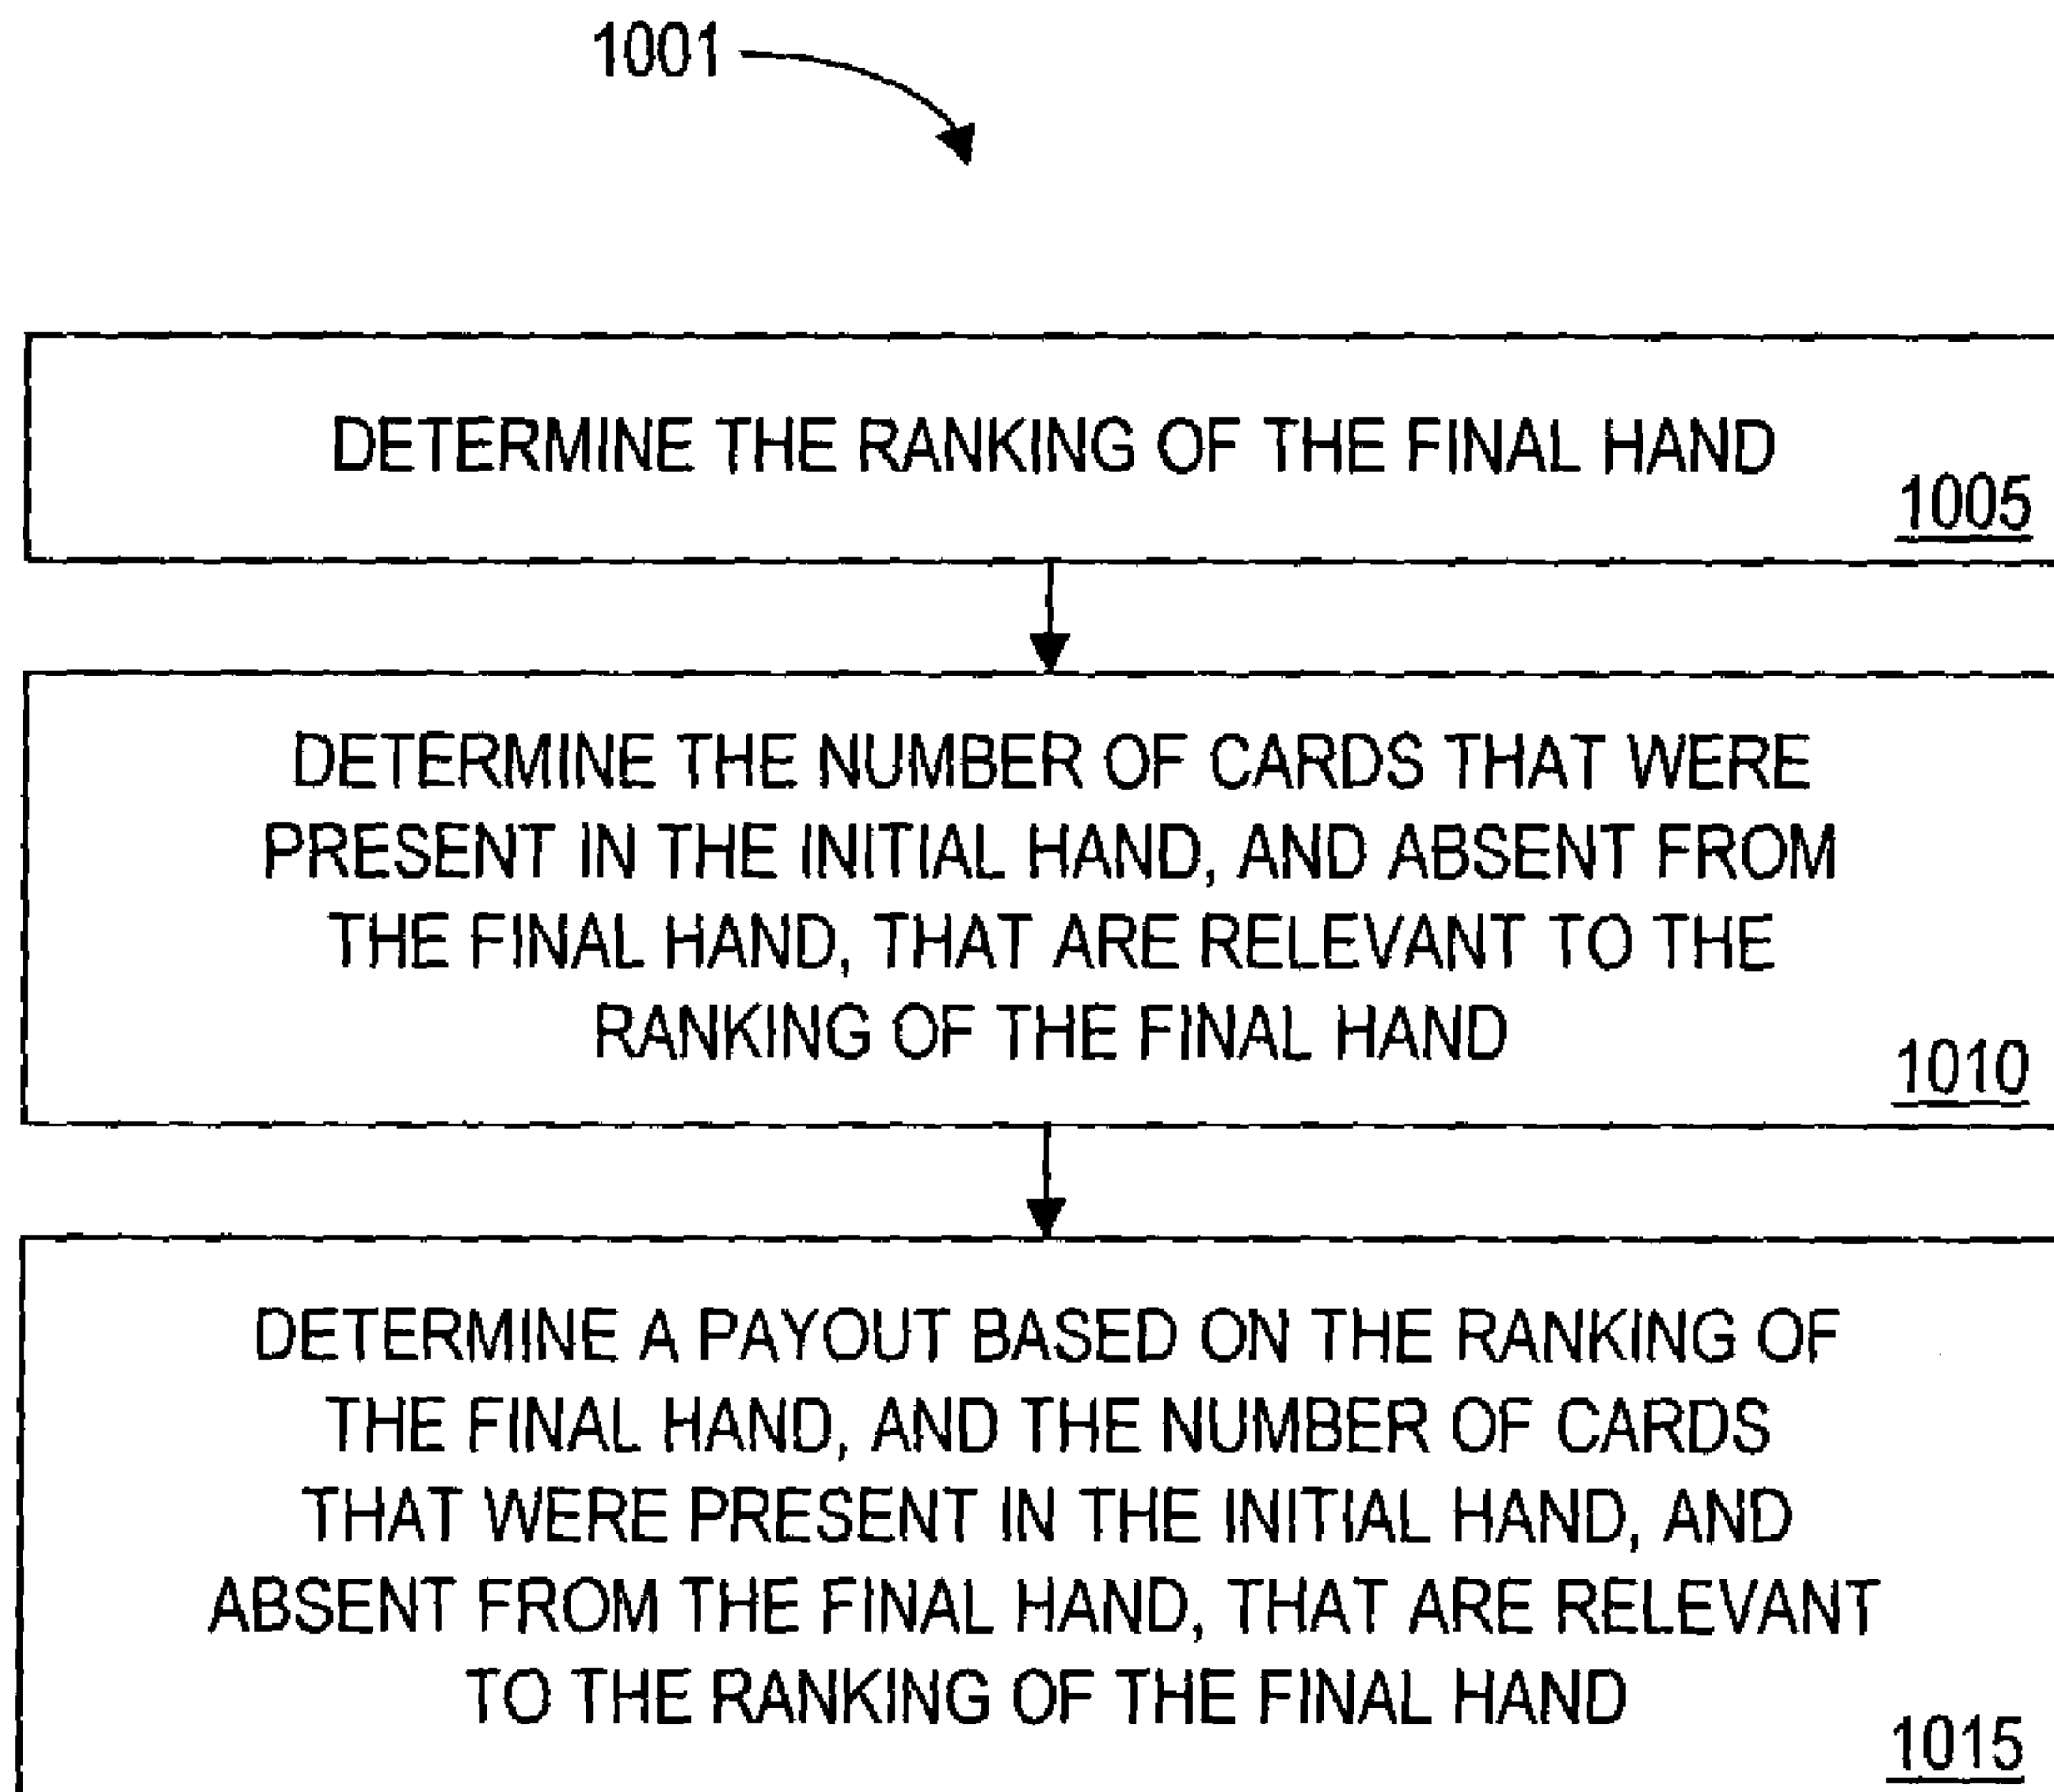 1001
DETERMINE THE RANKING OF THE FINAL HAND
1005
DETERMINE THE NUMBER OF CARDS THAT WERE
PRESENT IN THE INITIAL HAND, AND ABSENT FROM
THE FINAL HAND, THAT ARE RELEVANT TO THE
RANKING OF THE FINAL HAND
1010
DETERMINE A PAYOUT BASED ON THE RANKING OF
THE FINAL HAND, AND THE NUMBER OF CARDS
THAT WERE PRESENT IN THE INITIAL HAND, AND
ABSENT FROM THE FINAL HAND, THAT ARE RELEVANT
TO THE RANKING OF THE FINAL HAND
1015